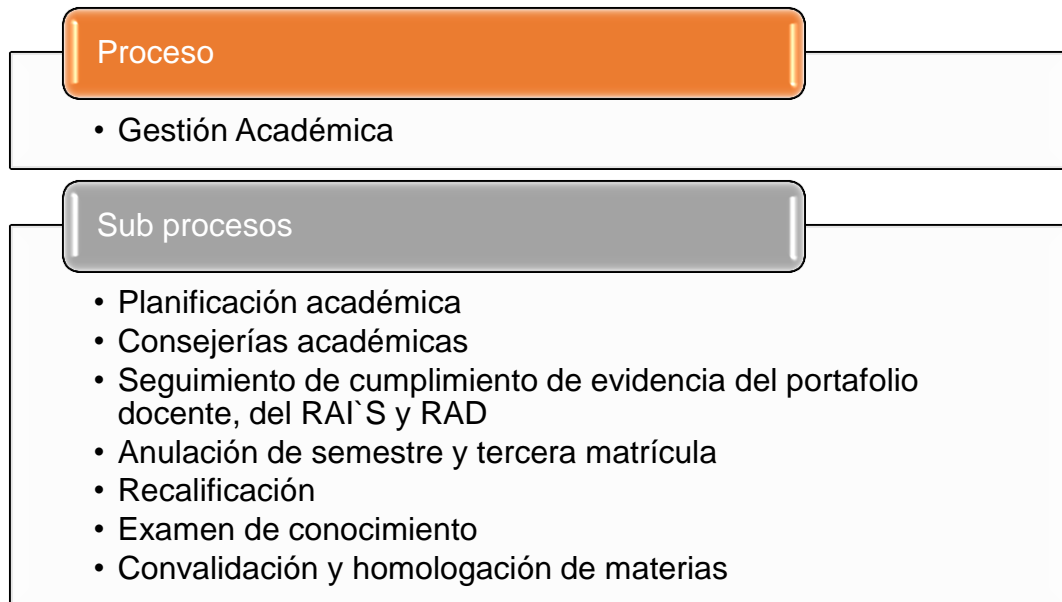 Proceso
• Gestión Académica
Sub procesos
• Planificación académica
• Consejerías académicas
• Seguimiento de cumplimiento de evidencia del portafolio
docente, del RAI`S y RAD
• Anulación de semestre y tercera matrícula
• Recalificación
• Examen de conocimiento
• Convalidación y homologación de materias